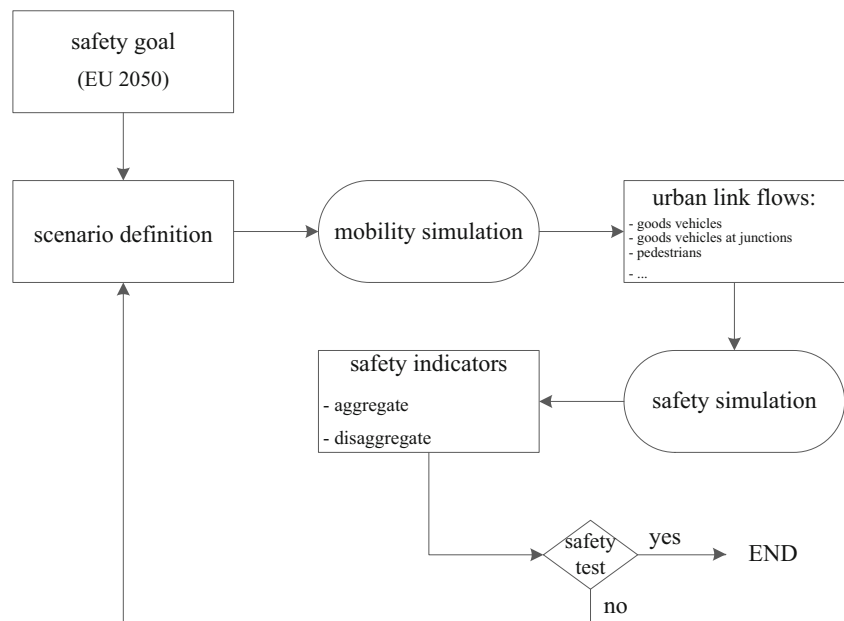 safety goal
(EU 2050)
scenario definition
mobility simulation
urban link flows:
- goods vehicles
- goods vehicles at junctions
- pedestrians
- ...
safety indicators
- aggregate
- disaggregate
safety simulation
safety
test
yes
END
no